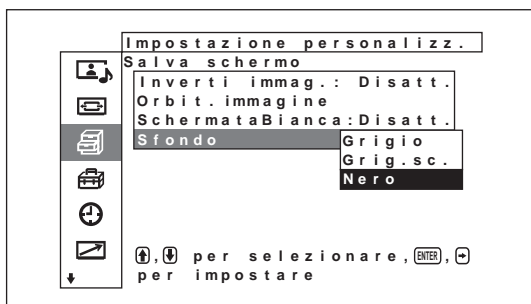 Impostazione personalizz.
Salva schermo
Inverti immag.: Disatt.
Orbit.immagine
SchermataBianca:Disatt.
Sfondo
Grigio
Grig.sc.
Nero
, per selezionare, ENTER,
per impostare